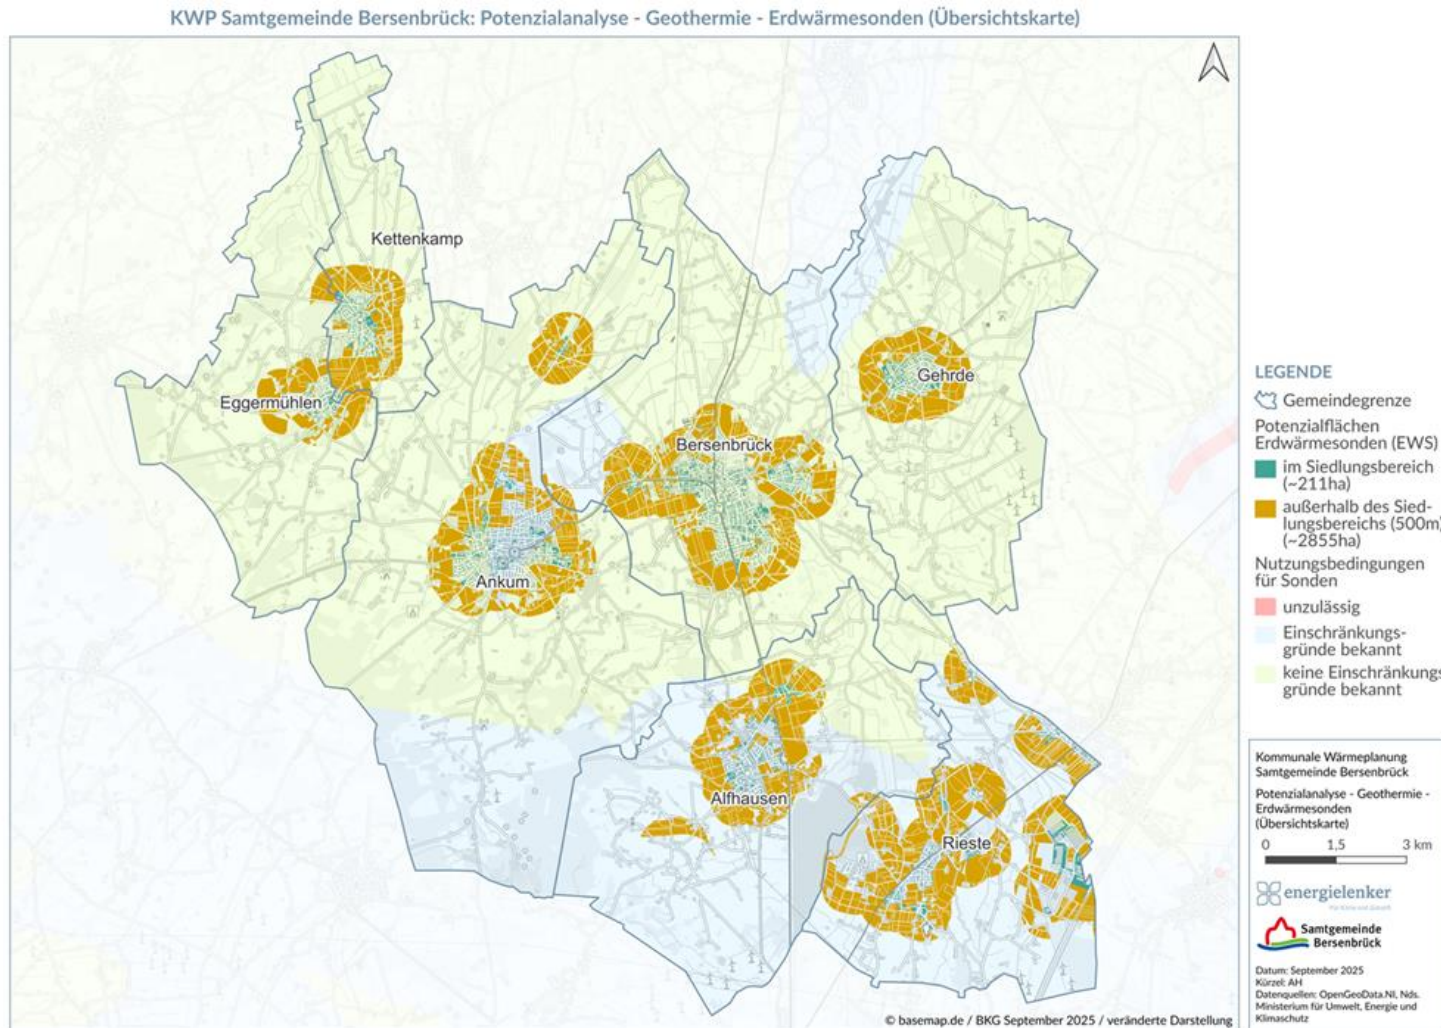 KWP Samtgemeinde Bersenbrück: Potenzialanalyse - Geothermie - Erdwärmesonden (Übersichtskarte)
Kettenkamp
Eggermühlen
Gehrde
Bersenbrück
Ankum
Alfhausen
Rieste
LEGENDE
Gemeindegrenze
Potenzialflächen
Erdwärmesonden (EWS)
im Siedlungsbereich
(~211ha)
außerhalb des Sied-
lungsbereichs (500m)
(~2855ha)
Nutzungsbedingungen
für Sonden
unzulässig
Einschränkungs-
gründe bekannt
keine Einschränkungs
gründe bekannt
Kommunale Wärmeplanung
Samtgemeinde Bersenbrück
Potenzialanalyse - Geothermie -
Erdwärmesonden
(Übersichtskarte)
0 1,5 3 km
energielenker
Samtgemeinde
Bersenbrück
Datum: September 2025
Kürzel: AH
Datenquellen: OpenGeoData.NI, Nds.
Ministerium für Umwelt, Energie und
Klimaschutz
© basemap.de / BKG September 2025 / veränderte Darstellung